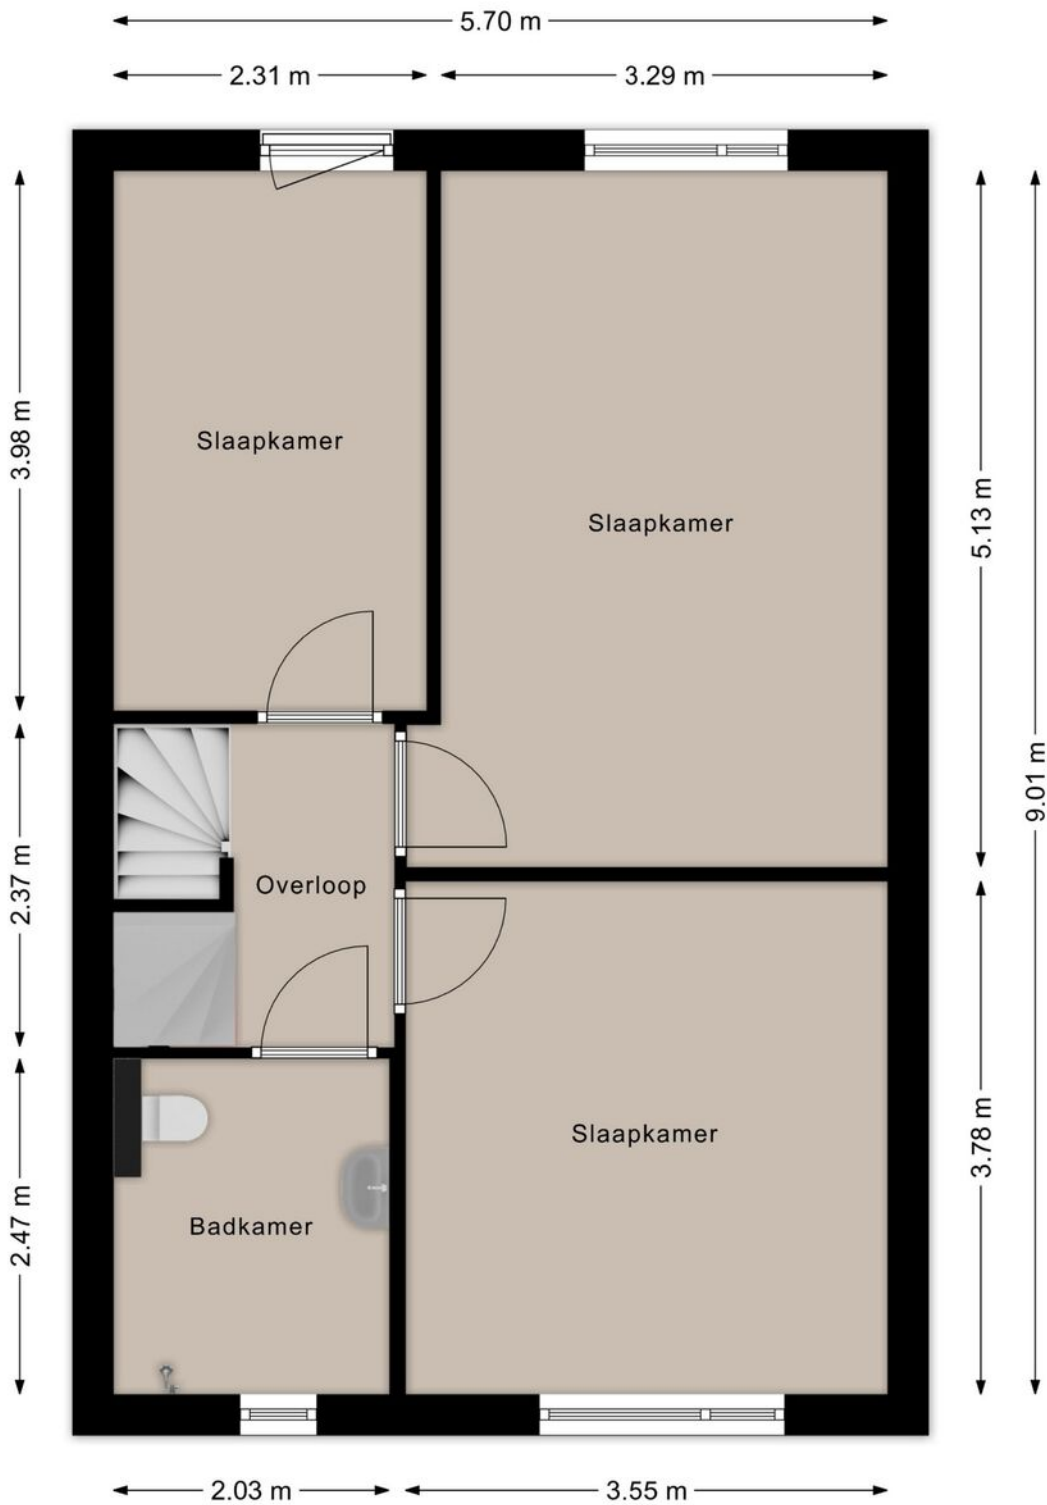 5.70 m
2.31 m
3.29 m
3.98 m
Slaapkamer
Slaapkamer
5.13 m
9.01 m
2.37 m
Overloop
Slaapkamer
3.78 m
2.47 m
Badkamer
2.03 m
3.55 m